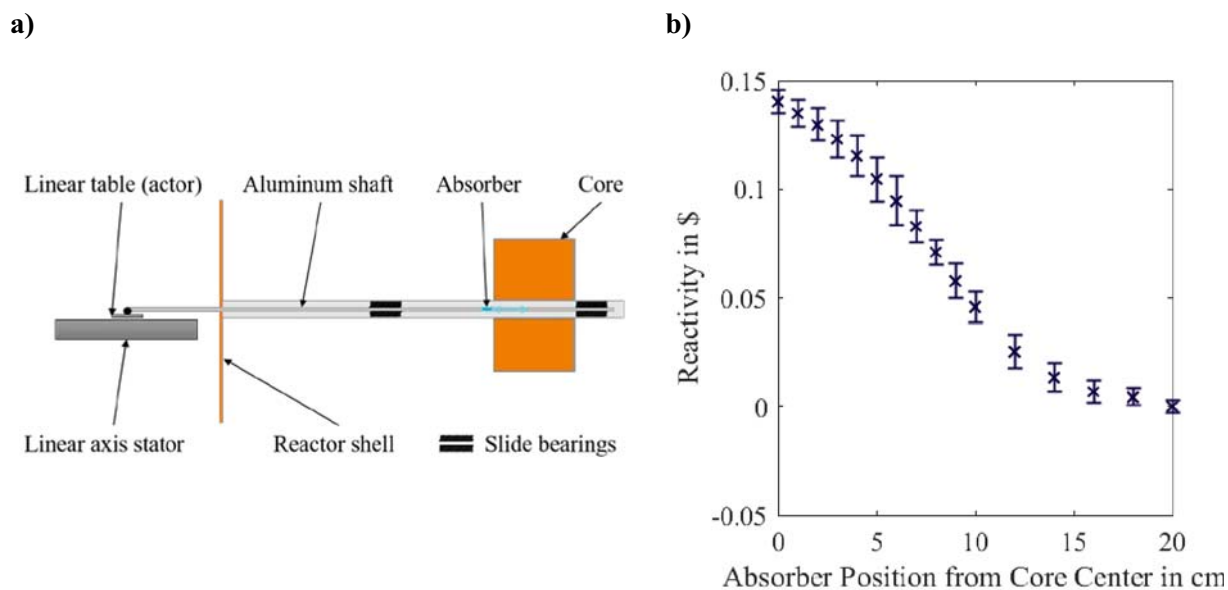 a)
Linear table (actor)
Aluminum shaft
Absorber
Core
Linear axis stator
Reactor shell
Slide bearings
b)
Reactivity in $
0.15
0.1
0.05
0
-0.05
0
5
10
15
20
Absorber Position from Core Center in cm